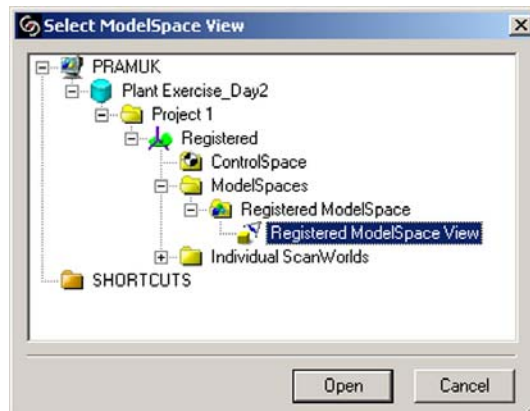 Select ModelSpace View
PRAMUK
Plant Exercise_Day2
Project 1
Registered
ControlSpace
ModelSpaces
Registered ModelSpace
Registered ModelSpace View
Individual ScanWorlds
SHORTCUTS
Open Cancel